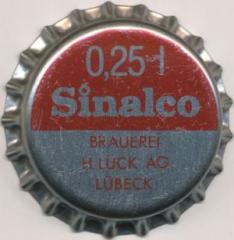 0,25 l
Sinalco
BRAUEREI
H. LÜCK AG
LÜBECK